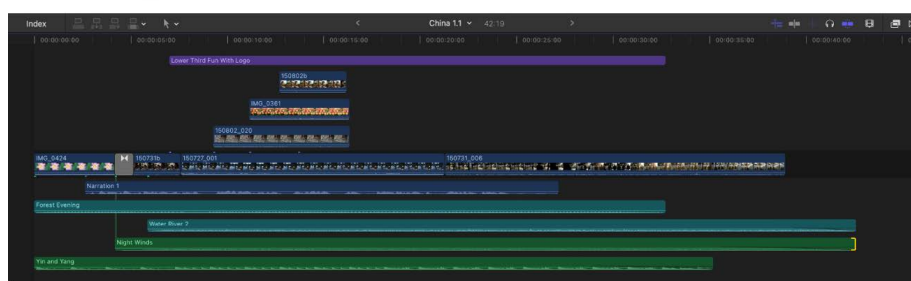 Index China 1.1 42:19
00:00:00:00 00:00:05:00 00:00:10:00 00:00:15:00 00:00:20:00 00:00:25:00 00:00:30:00 00:00:35:00 00:00:40:00
Lower Third Fun With Logo
150802b
IMG_0361
150802_020
IMG_0424 150731b 150727_001 150731_006
Narration 1
Forest Evening
Water River 2
Night Winds
Yin and Yang